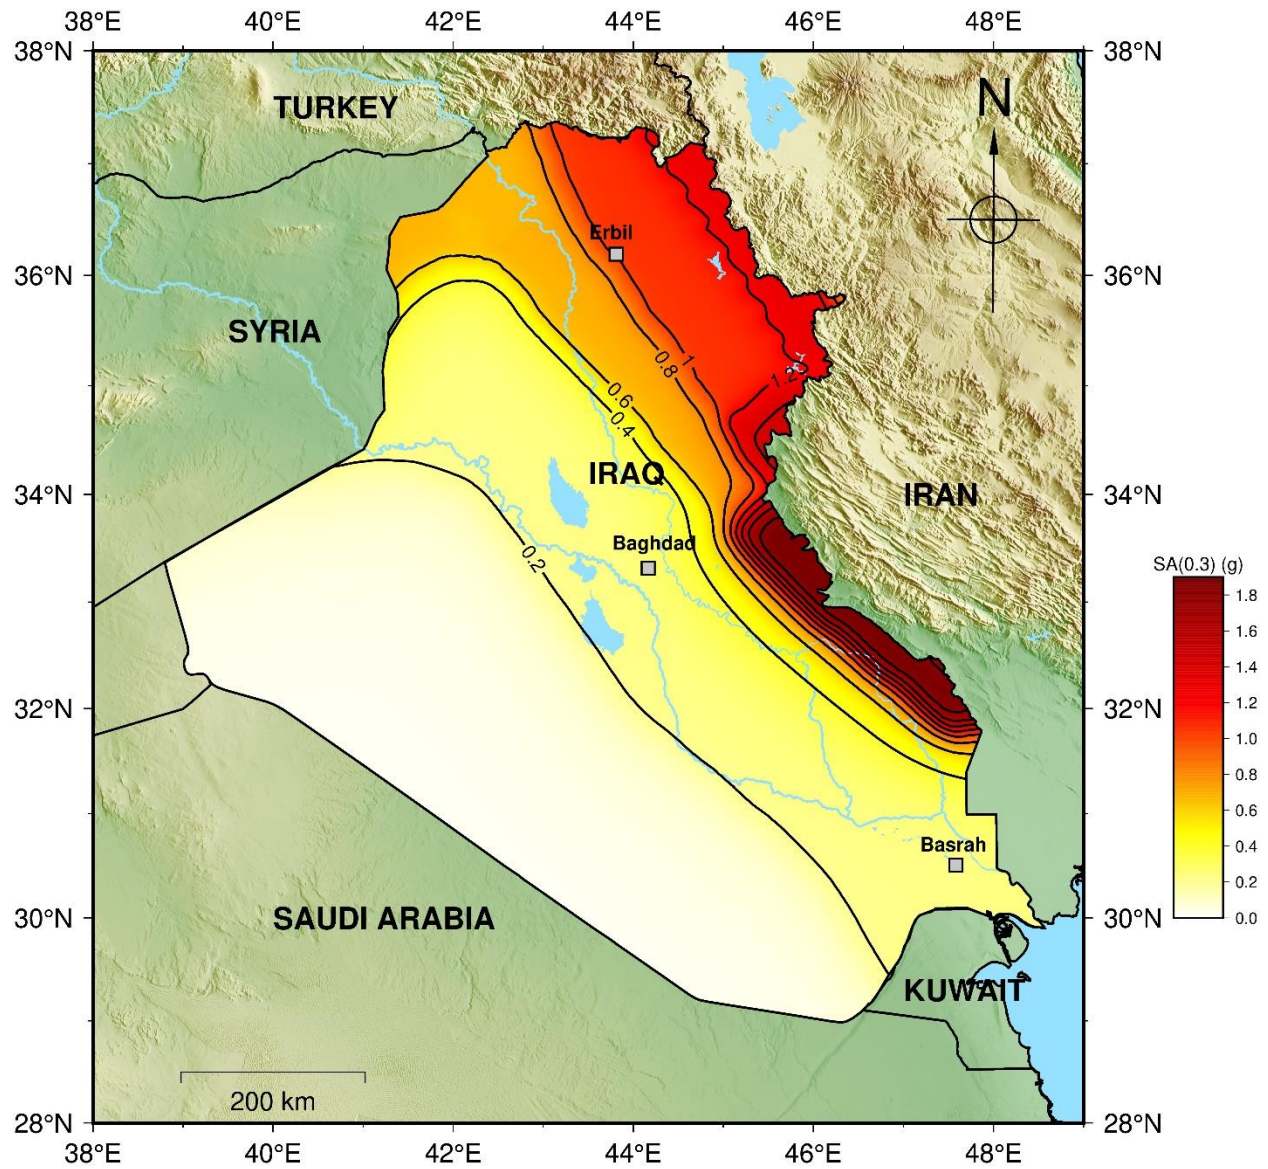 38°E 40°E 42°E 44°E 46°E 48°E
38°N 38°N
TURKEY
N
Erbil
36°N 36°N
SYRIA
0.8
1
1.2
0.6
0.4
IRAQ
34°N 34°N
IRAN
Baghdad
0.2
SA(0.3) (g)
1.8
1.6
1.4
1.2
1.0
0.8
0.6
0.4
0.2
0.0
32°N 32°N
Basrah
30°N 30°N
SAUDI ARABIA
KUWAIT
200 km
28°N 28°N
38°E 40°E 42°E 44°E 46°E 48°E